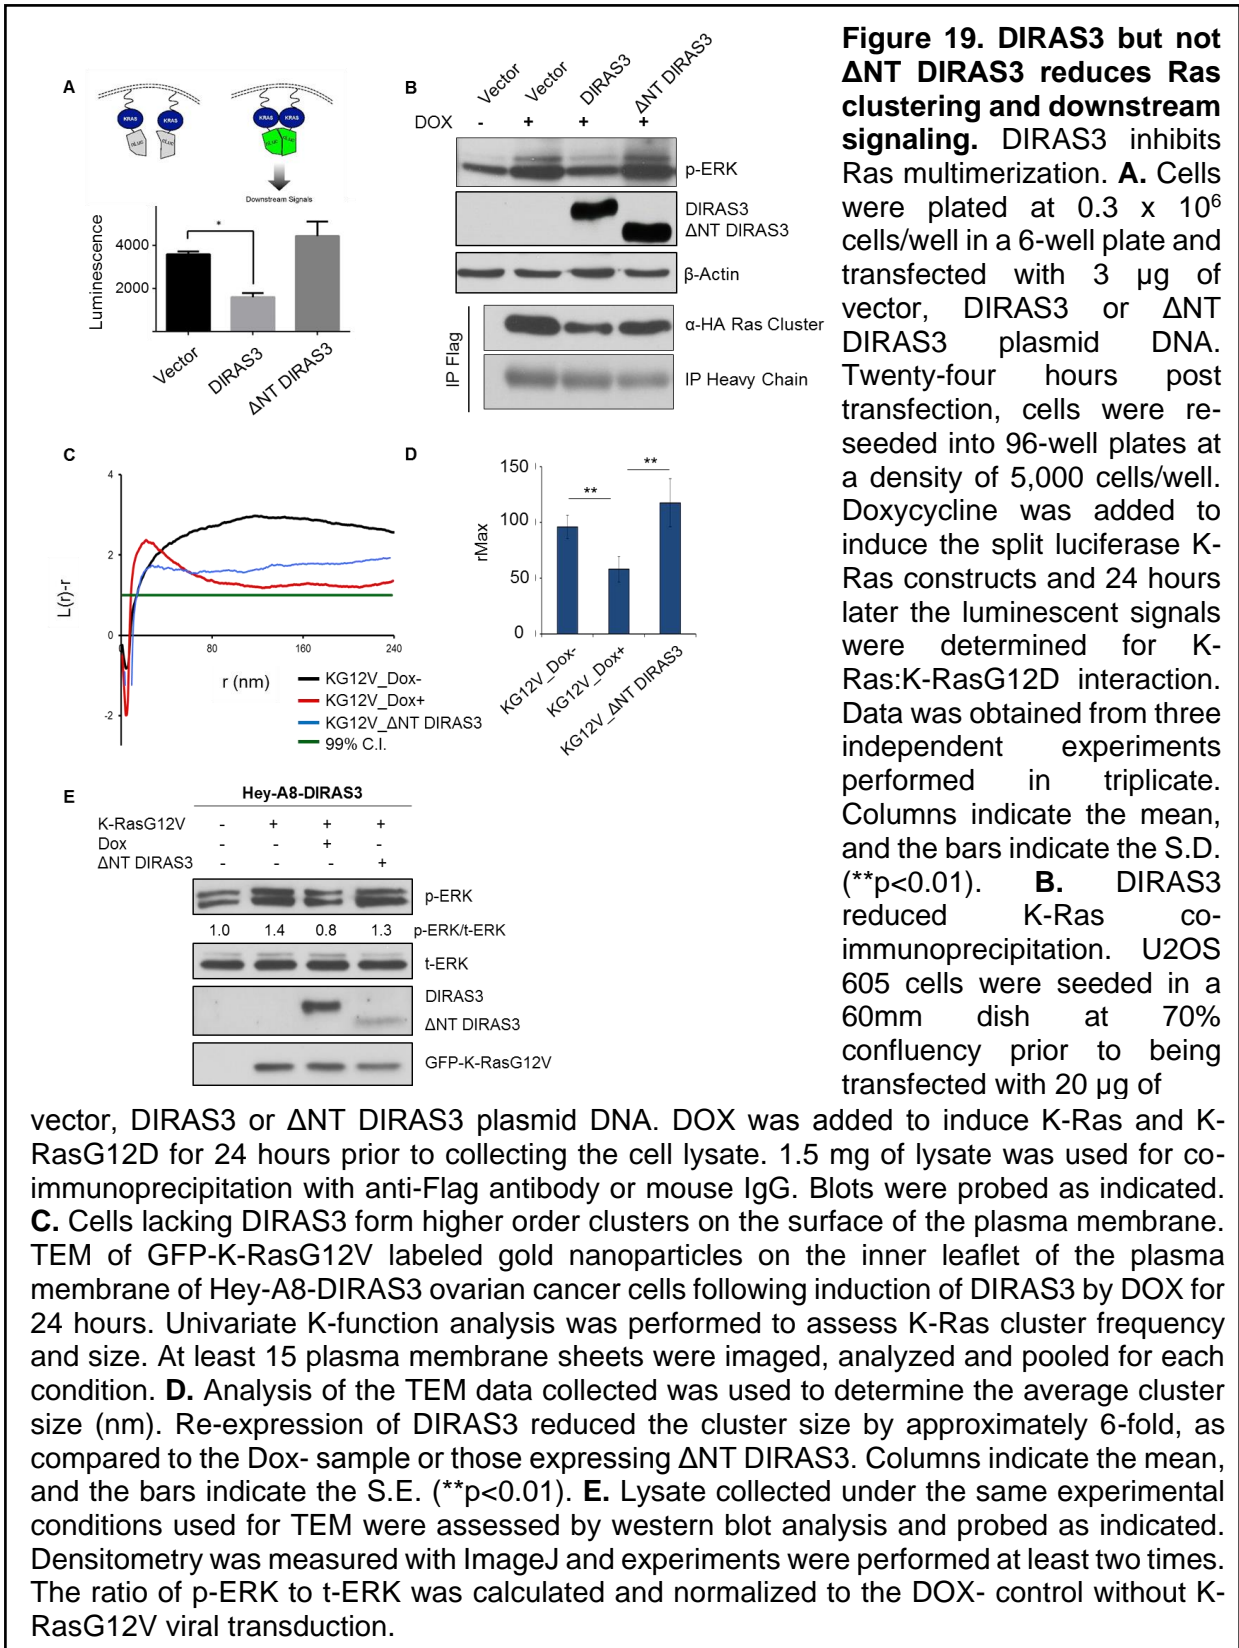 A
KRAS
KRAS
KRAS
KRAS
nLuc
cLuc
nLuc
cLuc
Downstream Signals
Luminescence
4000
2000
*
Vector
DIRAS3
ΔNT DIRAS3
B
Vector
Vector
DIRAS3
ΔNT DIRAS3
DOX - + + +
p-ERK
DIRAS3
ΔNT DIRAS3
β-Actin
IP Flag
α-HA Ras Cluster
IP Heavy Chain
C
L(r)-r
4
2
0
-2
0
80
160
240
r (nm)
KG12V_Dox-
KG12V_Dox+
KG12V_ΔNT DIRAS3
99% C.I.
D
rMax
150
100
50
0
**
**
KG12V_Dox-
KG12V_Dox+
KG12V_ΔNT DIRAS3
E
Hey-A8-DIRAS3
K-RasG12V - + + +
Dox - - + -
ΔNT DIRAS3 - - - +
p-ERK
1.0 1.4 0.8 1.3 p-ERK/t-ERK
t-ERK
DIRAS3
ΔNT DIRAS3
GFP-K-RasG12V
Figure 19. DIRAS3 but not
ΔNT DIRAS3 reduces Ras
clustering and downstream
signaling. DIRAS3 inhibits
Ras multimerization. A. Cells
were plated at 0.3 x 10⁶
cells/well in a 6-well plate and
transfected with 3 µg of
vector, DIRAS3 or ΔNT
DIRAS3 plasmid DNA.
Twenty-four hours post
transfection, cells were re-
seeded into 96-well plates at
a density of 5,000 cells/well.
Doxycycline was added to
induce the split luciferase K-
Ras constructs and 24 hours
later the luminescent signals
were determined for K-
Ras:K-RasG12D interaction.
Data was obtained from three
independent experiments
performed in triplicate.
Columns indicate the mean,
and the bars indicate the S.D.
(**p<0.01). B. DIRAS3
reduced K-Ras co-
immunoprecipitation. U2OS
605 cells were seeded in a
60mm dish at 70%
confluency prior to being
transfected with 20 µg of
vector, DIRAS3 or ΔNT DIRAS3 plasmid DNA. DOX was added to induce K-Ras and K-
RasG12D for 24 hours prior to collecting the cell lysate. 1.5 mg of lysate was used for co-
immunoprecipitation with anti-Flag antibody or mouse IgG. Blots were probed as indicated.
C. Cells lacking DIRAS3 form higher order clusters on the surface of the plasma membrane.
TEM of GFP-K-RasG12V labeled gold nanoparticles on the inner leaflet of the plasma
membrane of Hey-A8-DIRAS3 ovarian cancer cells following induction of DIRAS3 by DOX for
24 hours. Univariate K-function analysis was performed to assess K-Ras cluster frequency
and size. At least 15 plasma membrane sheets were imaged, analyzed and pooled for each
condition. D. Analysis of the TEM data collected was used to determine the average cluster
size (nm). Re-expression of DIRAS3 reduced the cluster size by approximately 6-fold, as
compared to the Dox- sample or those expressing ΔNT DIRAS3. Columns indicate the mean,
and the bars indicate the S.E. (**p<0.01). E. Lysate collected under the same experimental
conditions used for TEM were assessed by western blot analysis and probed as indicated.
Densitometry was measured with ImageJ and experiments were performed at least two times.
The ratio of p-ERK to t-ERK was calculated and normalized to the DOX- control without K-
RasG12V viral transduction.